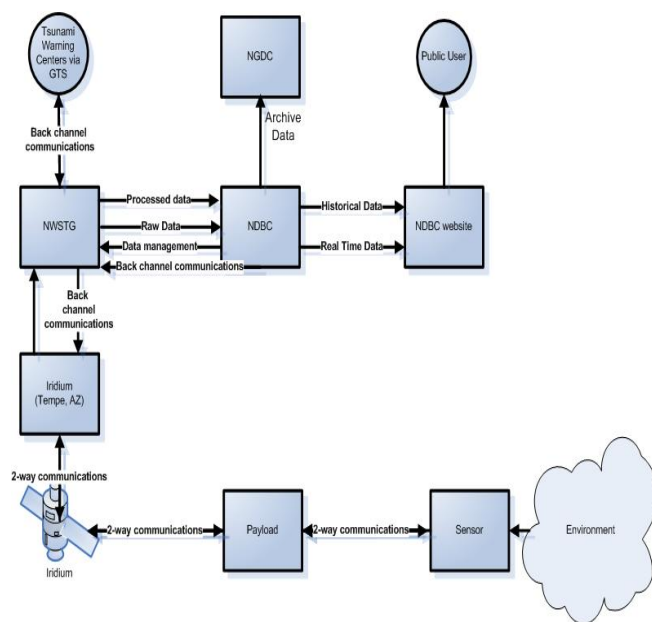 Tsunami
Warning
Centers via
GTS
NGDC
Public User
Back channel
communications
Archive
Data
NWSTG
Processed data
Raw Data
Data management
Back channel communications
NDBC
Historical Data
Real Time Data
NDBC website
Back
channel
communications
Iridium
(Tempe, AZ)
2-way communications
Iridium
2-way communications
Payload
2-way communications
Sensor
Environment